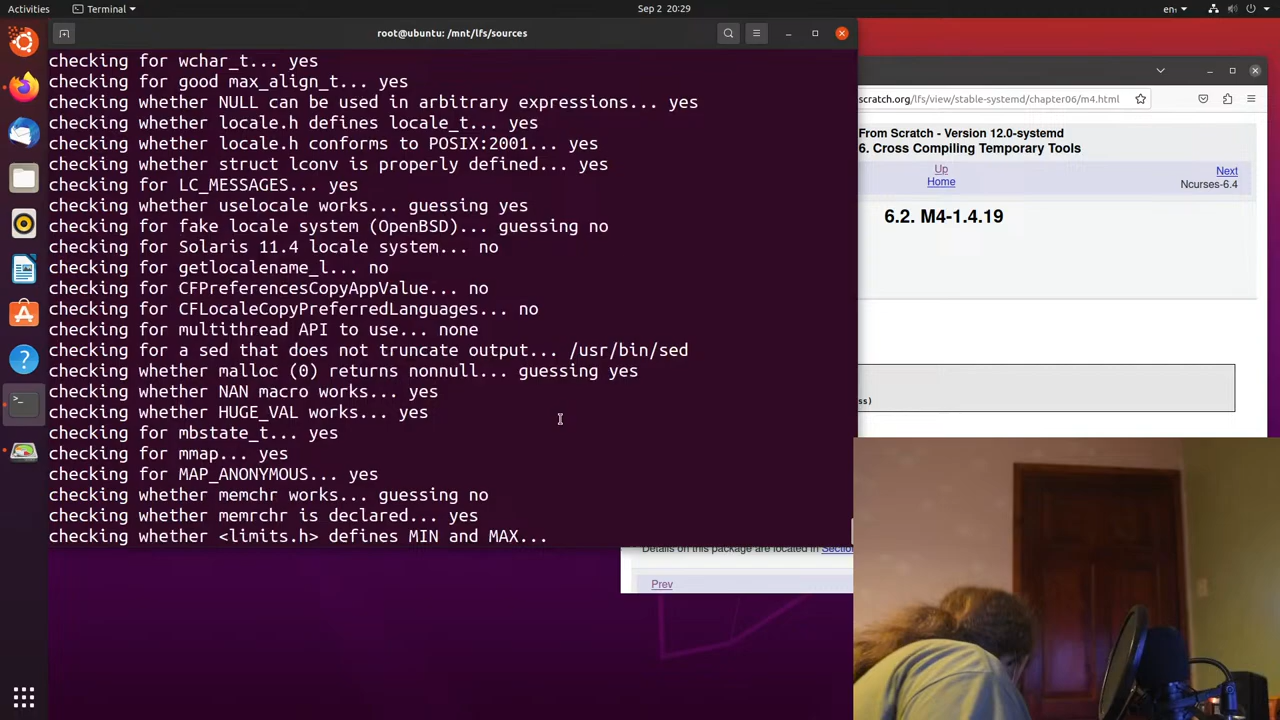 Activities
Terminal
Sep 2 20:29
en
root@ubuntu: /mnt/lfs/sources
checking for wchar_t... yes
checking for good max_align_t... yes
checking whether NULL can be used in arbitrary expressions... yes
checking whether locale.h defines locale_t... yes
checking whether locale.h conforms to POSIX:2001... yes
checking whether struct lconv is properly defined... yes
checking for LC_MESSAGES... yes
checking whether uselocale works... guessing yes
checking for fake locale system (OpenBSD)... guessing no
checking for Solaris 11.4 locale system... no
checking for getlocalename_l... no
checking for CFPreferencesCopyAppValue... no
checking for CFLocaleCopyPreferredLanguages... no
checking for multithread API to use... none
checking for a sed that does not truncate output... /usr/bin/sed
checking whether malloc (0) returns nonnull... guessing yes
checking whether NAN macro works... yes
checking whether HUGE_VAL works... yes
checking for mbstate_t... yes
checking for mmap... yes
checking for MAP_ANONYMOUS... yes
checking whether memchr works... guessing no
checking whether memrchr is declared... yes
checking whether <limits.h> defines MIN and MAX...
scratch.org/lfs/view/stable-systemd/chapter06/m4.html
From Scratch - Version 12.0-systemd
6. Cross Compiling Temporary Tools
Up
Home
Next
Ncurses-6.4
6.2. M4-1.4.19
ss)
Details on this package are located in Section
Prev